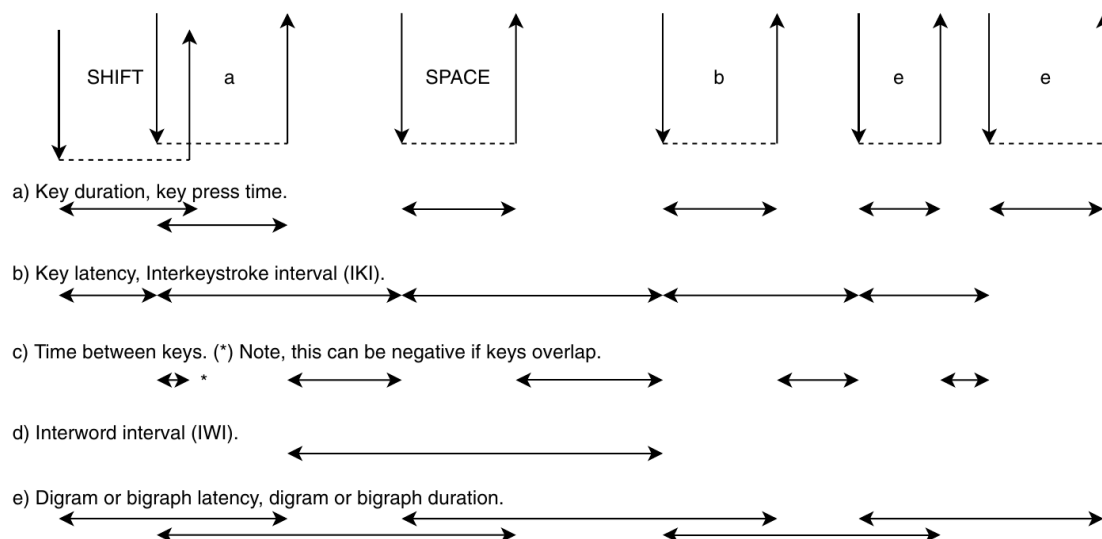 SHIFT a SPACE b e e
a) Key duration, key press time.
b) Key latency, Interkeystroke interval (IKI).
c) Time between keys. (*) Note, this can be negative if keys overlap.
*
d) Interword interval (IWI).
e) Digram or bigraph latency, digram or bigraph duration.